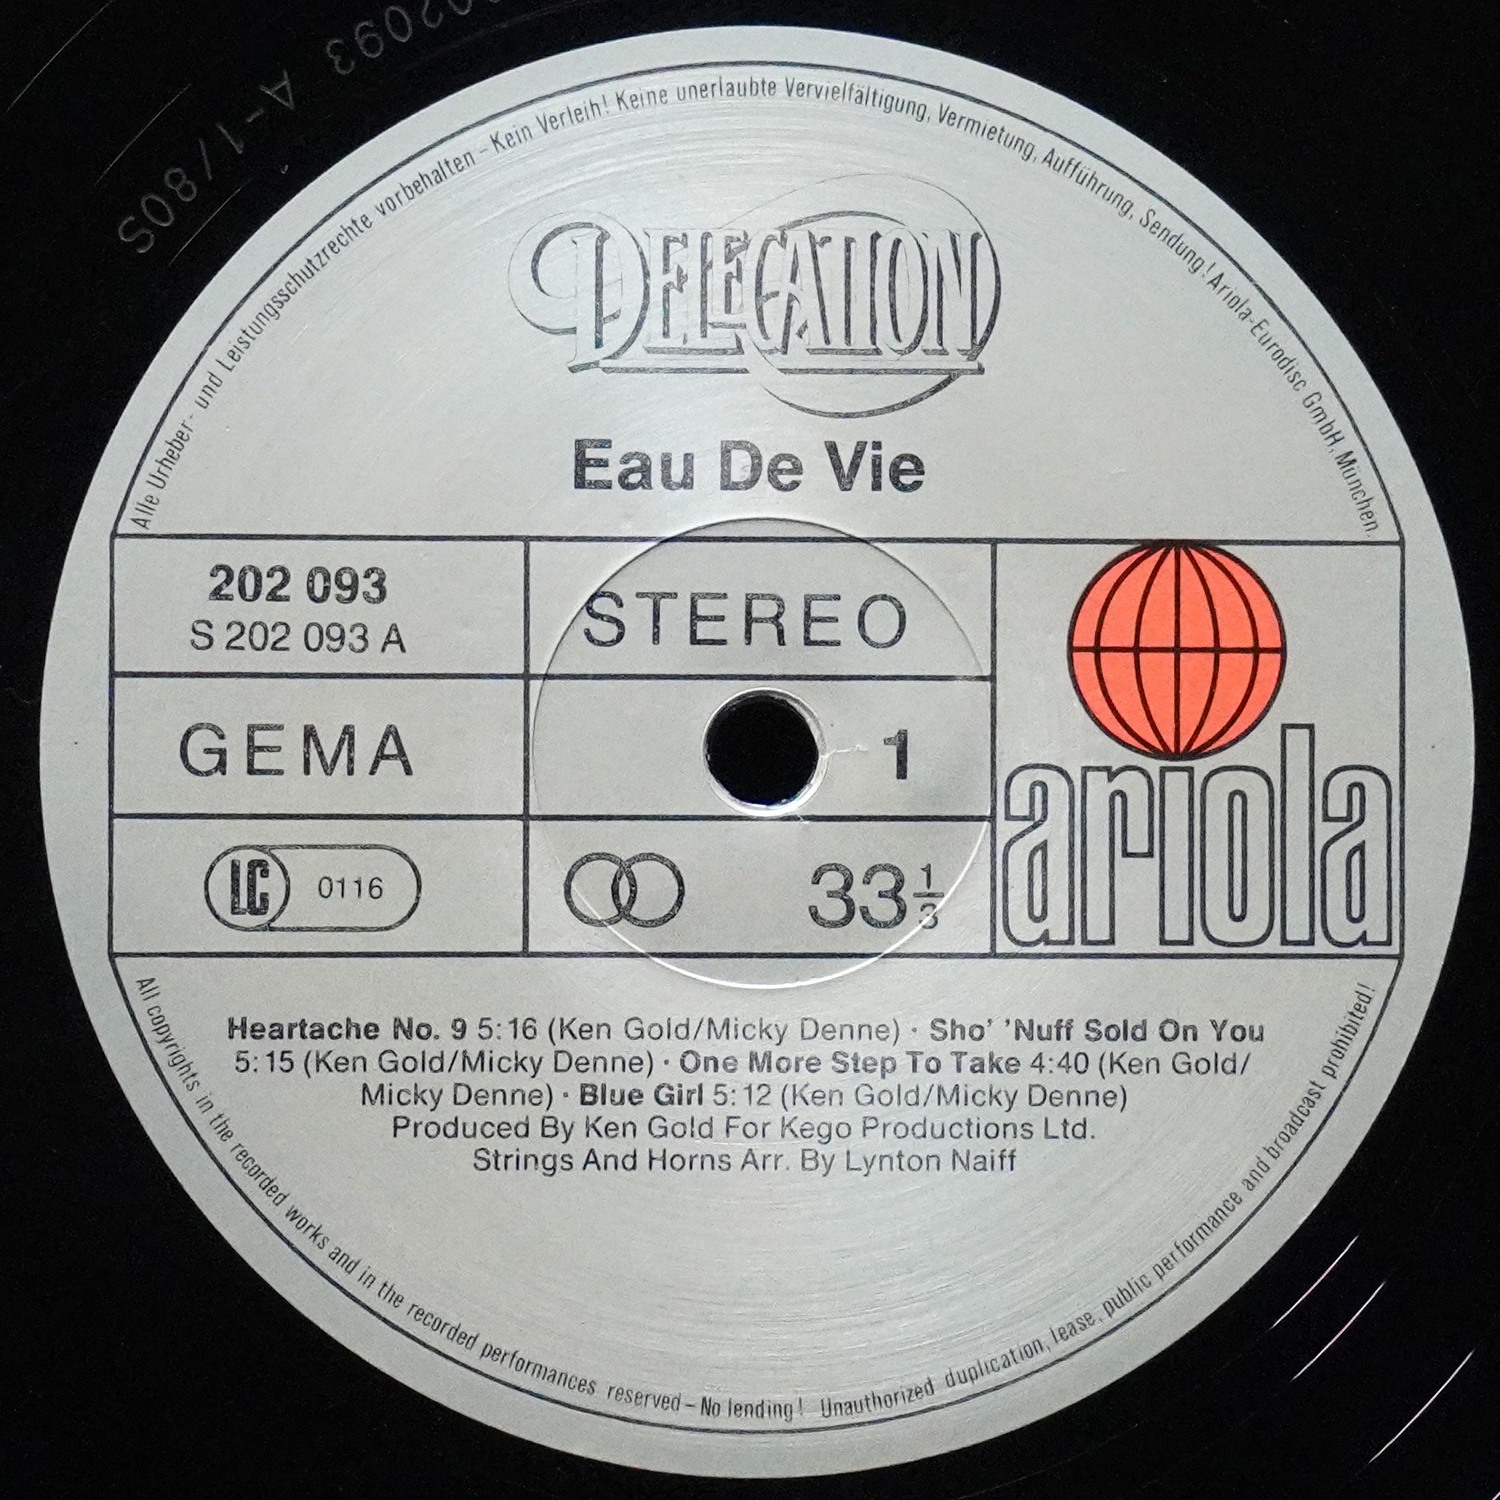 202093 A-1/80S
Alle Urheber- und Leistungsschutzrechte vorbehalten – Kein Verleih! Keine unerlaubte Vervielfältigung, Vermietung, Aufführung, Sendung! Ariola-Eurodisc GmbH, München.
DELEGATION
Eau De Vie
202 093
S 202 093 A
STEREO
GEMA
1
LC 0116
33 1/3
ariola
Heartache No. 9 5:16 (Ken Gold/Micky Denne) · Sho' 'Nuff Sold On You
5:15 (Ken Gold/Micky Denne) · One More Step To Take 4:40 (Ken Gold/
Micky Denne) · Blue Girl 5:12 (Ken Gold/Micky Denne)
Produced By Ken Gold For Kego Productions Ltd.
Strings And Horns Arr. By Lynton Naiff
All copyrights in the recorded works and in the recorded performances reserved – No lending! Unauthorized duplication, lease, public performance and broadcast prohibited!